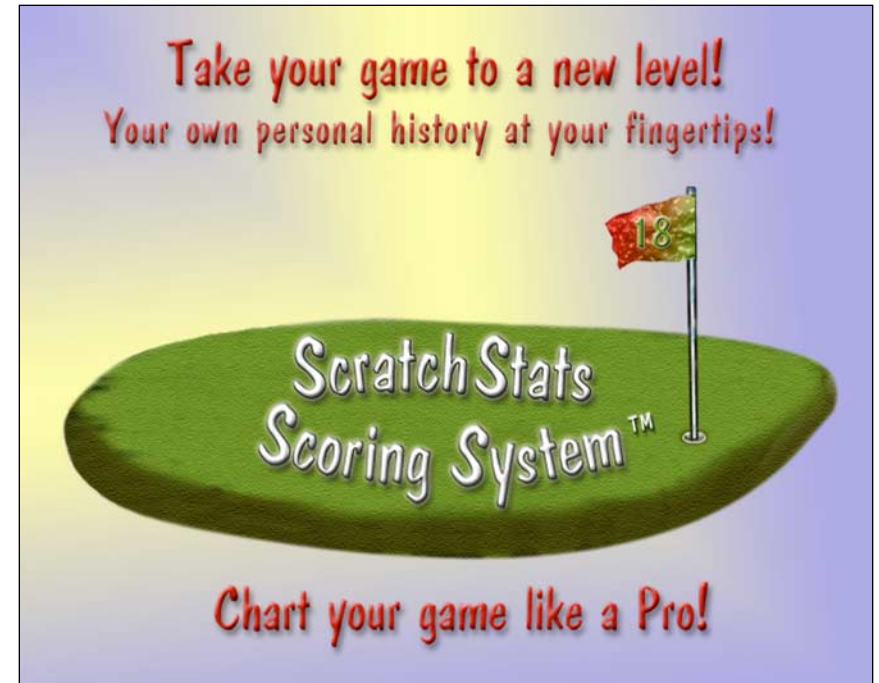 Take your game to a new level!
Your own personal history at your fingertips!
18
ScratchStats
Scoring System™
Chart your game like a Pro!